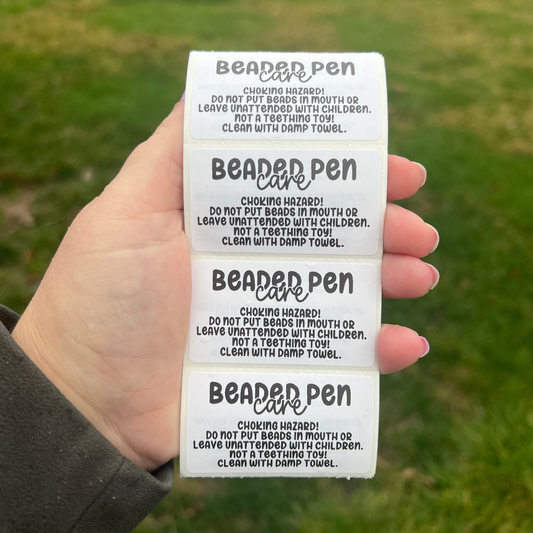 BEADED PEN
care
CHOKING HAZARD!
DO NOT PUT BEADS IN MOUTH OR
LEAVE UNATTENDED WITH CHILDREN.
NOT A TEETHING TOY!
CLEAN WITH DAMP TOWEL.
BEADED PEN
care
CHOKING HAZARD!
DO NOT PUT BEADS IN MOUTH OR
LEAVE UNATTENDED WITH CHILDREN.
NOT A TEETHING TOY!
CLEAN WITH DAMP TOWEL.
BEADED PEN
care
CHOKING HAZARD!
DO NOT PUT BEADS IN MOUTH OR
LEAVE UNATTENDED WITH CHILDREN.
NOT A TEETHING TOY!
CLEAN WITH DAMP TOWEL.
BEADED PEN
care
CHOKING HAZARD!
DO NOT PUT BEADS IN MOUTH OR
LEAVE UNATTENDED WITH CHILDREN.
NOT A TEETHING TOY!
CLEAN WITH DAMP TOWEL.